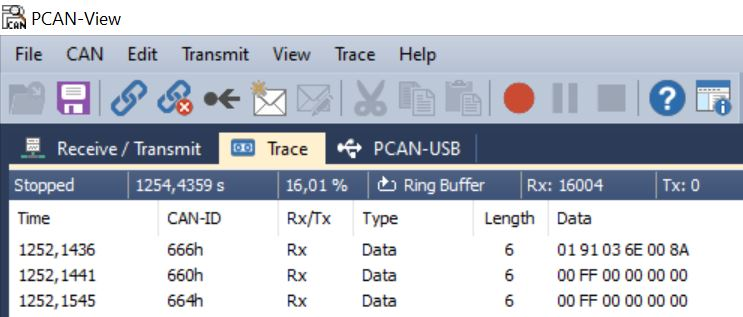 PCAN-View
File CAN Edit Transmit View Trace Help
Receive / Transmit Trace PCAN-USB
Stopped 1254,4359 s 16,01 % Ring Buffer Rx: 16004 Tx: 0
Time CAN-ID Rx/Tx Type Length Data
1252,1436 666h Rx Data 6 01 91 03 6E 00 8A
1252,1441 660h Rx Data 6 00 FF 00 00 00 00
1252,1545 664h Rx Data 6 00 FF 00 00 00 00